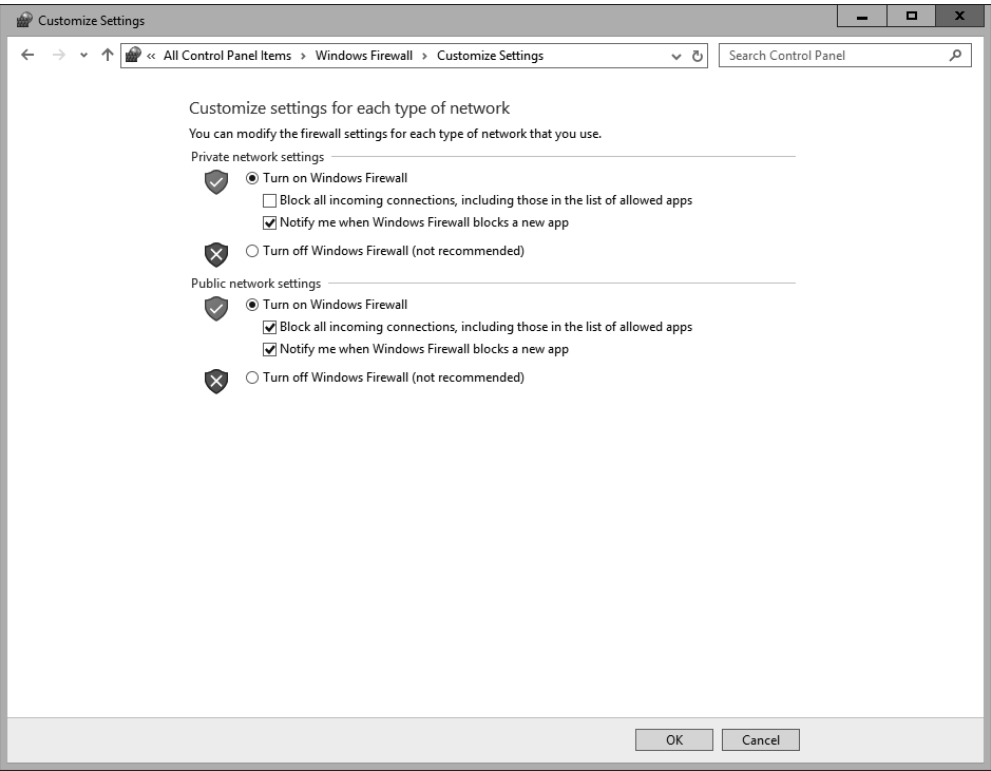 Customize Settings
« All Control Panel Items › Windows Firewall › Customize Settings
Search Control Panel
Customize settings for each type of network
You can modify the firewall settings for each type of network that you use.
Private network settings
Turn on Windows Firewall
Block all incoming connections, including those in the list of allowed apps
Notify me when Windows Firewall blocks a new app
Turn off Windows Firewall (not recommended)
Public network settings
Turn on Windows Firewall
Block all incoming connections, including those in the list of allowed apps
Notify me when Windows Firewall blocks a new app
Turn off Windows Firewall (not recommended)
OK
Cancel